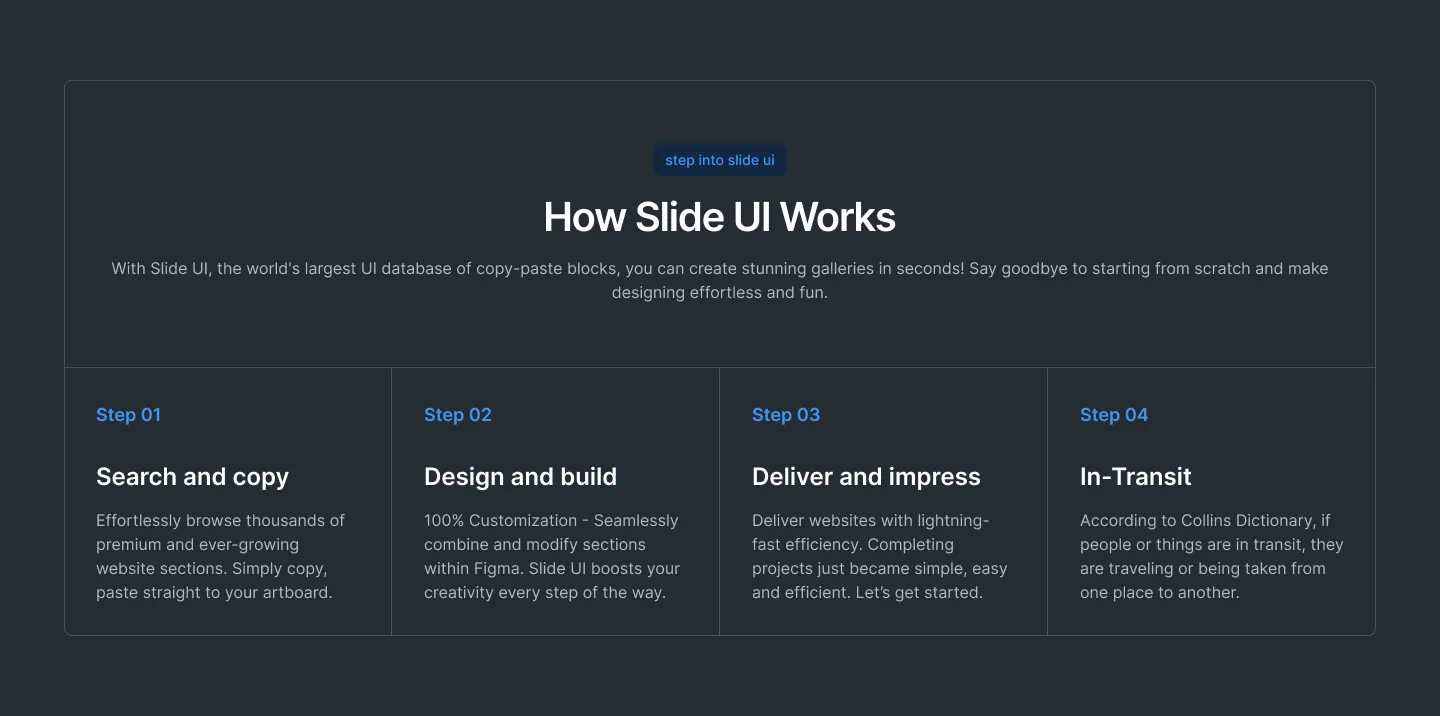 step into slide ui
How Slide UI Works
With Slide UI, the world's largest UI database of copy-paste blocks, you can create stunning galleries in seconds! Say goodbye to starting from scratch and make
designing effortless and fun.
Step 01
Search and copy
Effortlessly browse thousands of
premium and ever-growing
website sections. Simply copy,
paste straight to your artboard.
Step 02
Design and build
100% Customization - Seamlessly
combine and modify sections
within Figma. Slide UI boosts your
creativity every step of the way.
Step 03
Deliver and impress
Deliver websites with lightning-
fast efficiency. Completing
projects just became simple, easy
and efficient. Let’s get started.
Step 04
In-Transit
According to Collins Dictionary, if
people or things are in transit, they
are traveling or being taken from
one place to another.